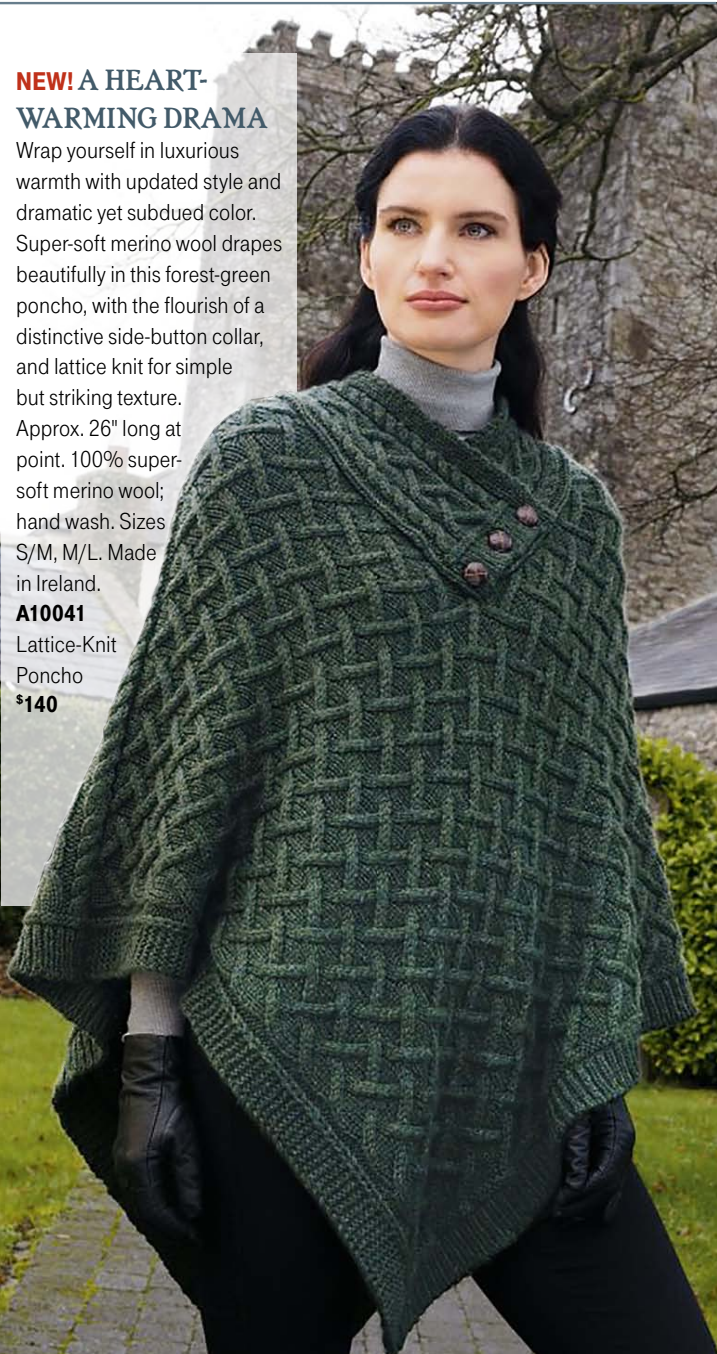 NEW! A HEART-
WARMING DRAMA
Wrap yourself in luxurious
warmth with updated style and
dramatic yet subdued color.
Super-soft merino wool drapes
beautifully in this forest-green
poncho, with the flourish of a
distinctive side-button collar,
and lattice knit for simple
but striking texture.
Approx. 26" long at
point. 100% super-
soft merino wool;
hand wash. Sizes
S/M, M/L. Made
in Ireland.
A10041
Lattice-Knit
Poncho
$140